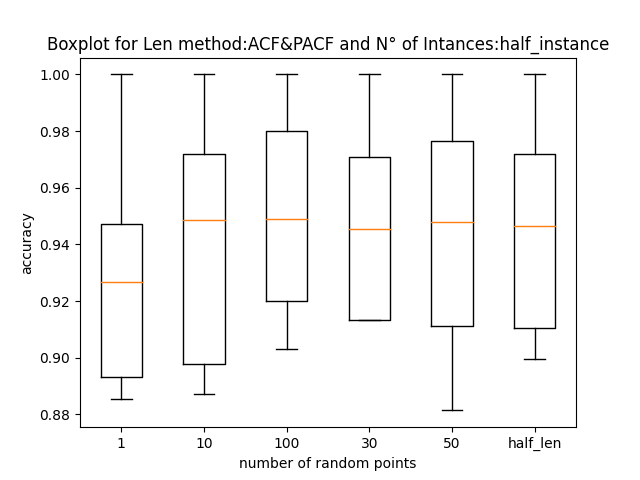 Boxplot for Len method:ACF&PACF and N° of Intances:half_instance
1.00
0.98
0.96
0.94
0.92
0.90
0.88
accuracy
1 10 100 30 50 half_len
number of random points